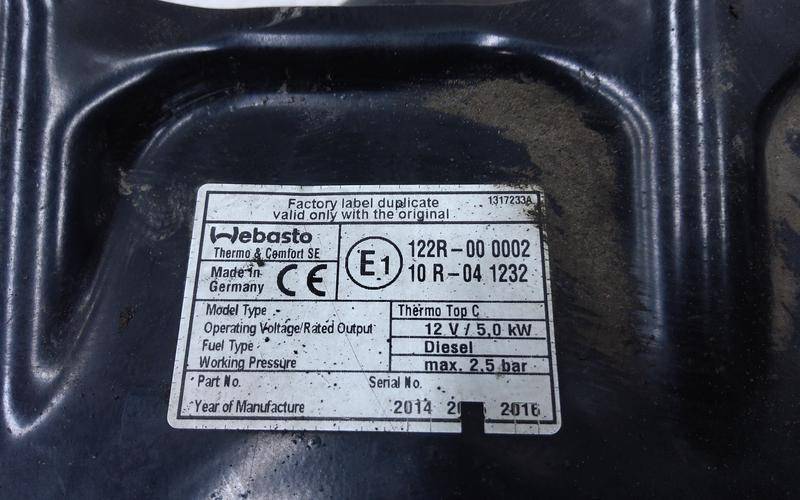 Factory label duplicate
valid only with the original
1317233A
Webasto
Thermo & Comfort SE
Made in
Germany
CE
E1
122R-00 0002
10 R-04 1232
Model Type Thermo Top C
Operating Voltage/Rated Output 12 V / 5,0 kW
Fuel Type Diesel
Working Pressure max. 2.5 bar
Part No. Serial No.
Year of Manufacture 2014 2016